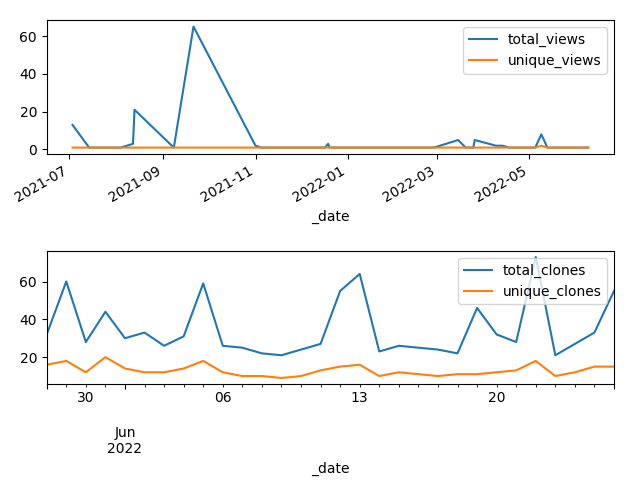 total_views
unique_views
60
40
20
0
2021-07
2021-09
2021-11
2022-01
2022-03
2022-05
_date
total_clones
unique_clones
60
40
20
30
06
13
20
Jun
2022
_date